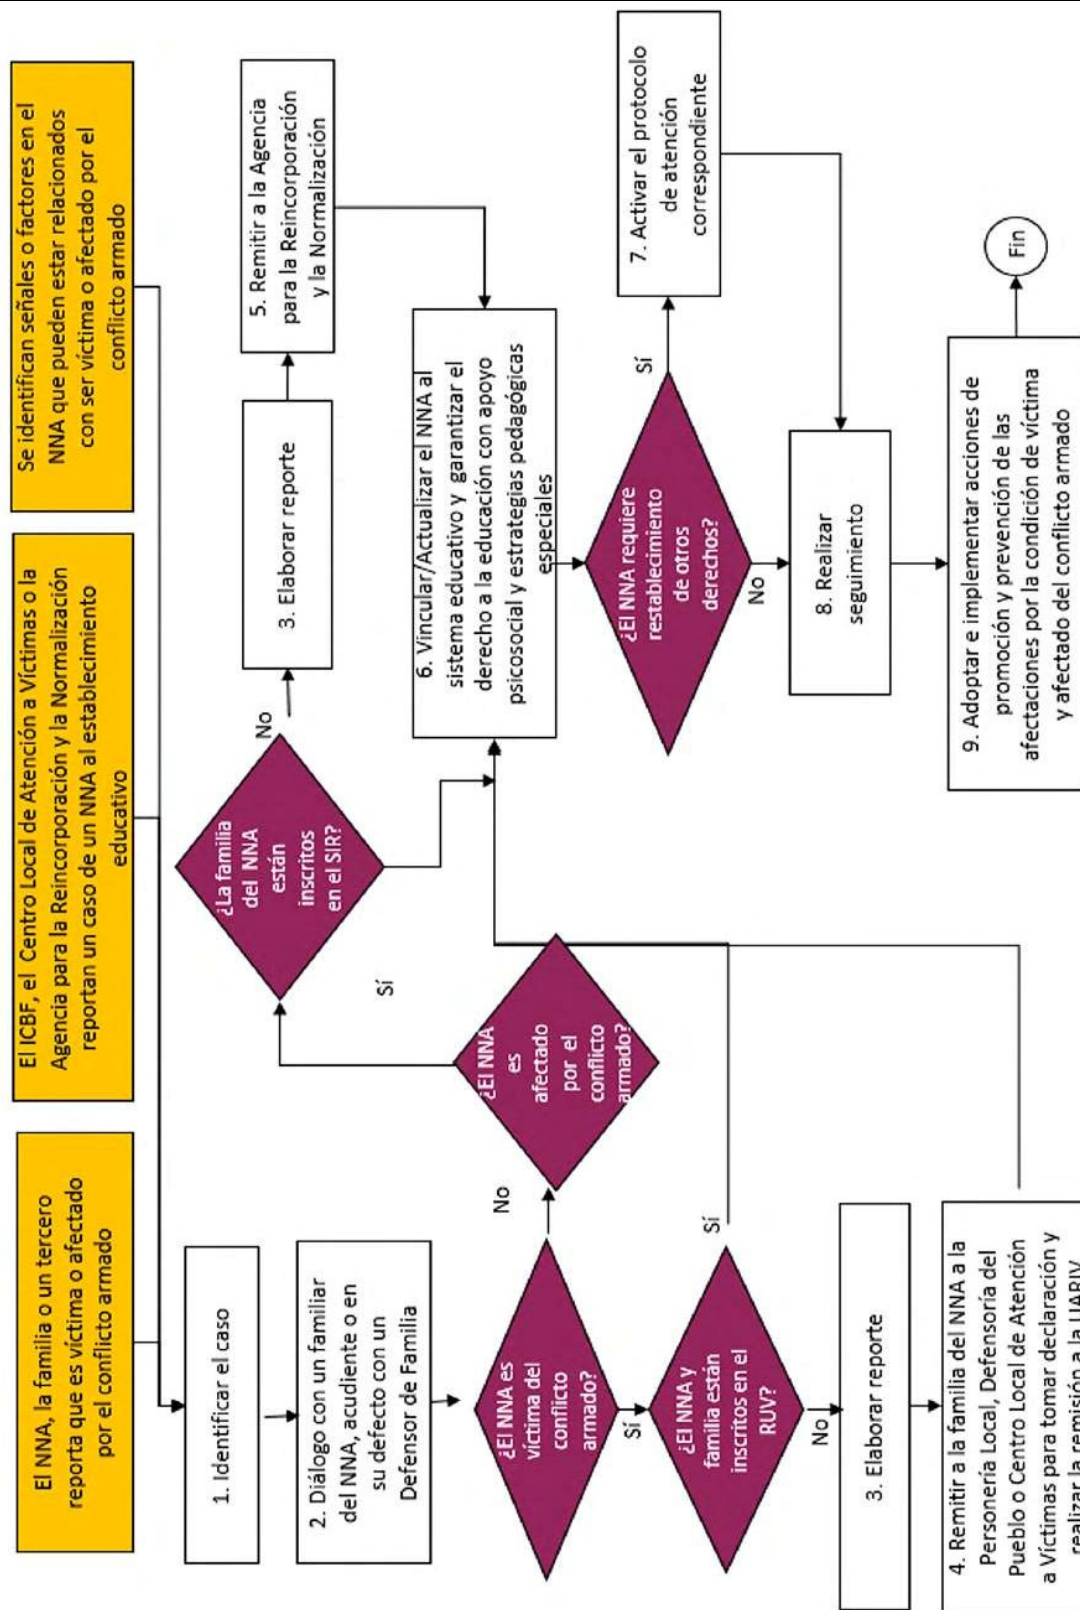 El NNA, la familia o un tercero
reporta que es víctima o afectado
por el conflicto armado
El ICBF, el Centro Local de Atención a Víctimas o la
Agencia para la Reincorporación y la Normalización
reportan un caso de un NNA al establecimiento
educativo
Se identifican señales o factores en el
NNA que pueden estar relacionados
con ser víctima o afectado por el
conflicto armado
1. Identificar el caso
2. Diálogo con un familiar
del NNA, acudiente o en
su defecto con un
Defensor de Familia
¿El NNA es
víctima del
conflicto
armado?
No
Sí
¿El NNA
es
afectado
por el
conflicto
armado?
Sí
¿La familia
del NNA
están
inscritos
en el SIR?
No
3. Elaborar reporte
5. Remitir a la Agencia
para la Reincorporación
y la Normalización
¿El NNA y
familia están
inscritos en el
RUV?
Sí
No
3. Elaborar reporte
4. Remitir a la familia del NNA a la
Personería Local, Defensoría del
Pueblo o Centro Local de Atención
a Víctimas para tomar declaración y
realizar la remisión a la UARIV
6. Vincular/Actualizar el NNA al
sistema educativo y garantizar el
derecho a la educación con apoyo
psicosocial y estrategias pedagógicas
especiales
¿El NNA requiere
restablecimiento
de otros
derechos?
Sí
No
7. Activar el protocolo
de atención
correspondiente
8. Realizar
seguimiento
9. Adoptar e implementar acciones de
promoción y prevención de las
afectaciones por la condición de víctima
y afectado del conflicto armado
Fin